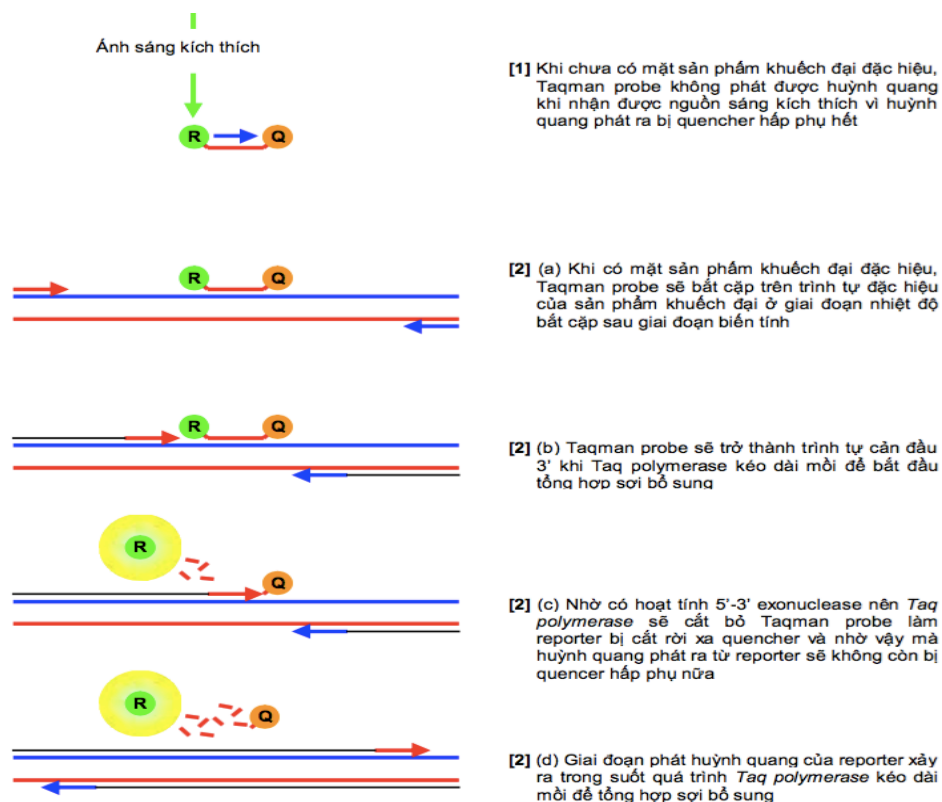 Ánh sáng kích thích
R
Q
[1] Khi chưa có mặt sản phẩm khuếch đại đặc hiệu,
Taqman probe không phát được huỳnh quang
khi nhận được nguồn sáng kích thích vì huỳnh
quang phát ra bị quencher hấp phụ hết
R
Q
[2] (a) Khi có mặt sản phẩm khuếch đại đặc hiệu,
Taqman probe sẽ bắt cặp trên trình tự đặc hiệu
của sản phẩm khuếch đại ở giai đoạn nhiệt độ
bắt cặp sau giai đoạn biến tính
R
Q
[2] (b) Taqman probe sẽ trở thành trình tự cản đầu
3' khi Taq polymerase kéo dài mồi để bắt đầu
tổng hợp sợi bổ sung
R
Q
[2] (c) Nhờ có hoạt tính 5'-3' exonuclease nên Taq
polymerase sẽ cắt bỏ Taqman probe làm
reporter bị cắt rời xa quencher và nhờ vậy mà
huỳnh quang phát ra từ reporter sẽ không còn bị
quencer hấp phụ nữa
R
Q
[2] (d) Giai đoạn phát huỳnh quang của reporter xảy
ra trong suốt quá trình Taq polymerase kéo dài
mồi để tổng hợp sợi bổ sung